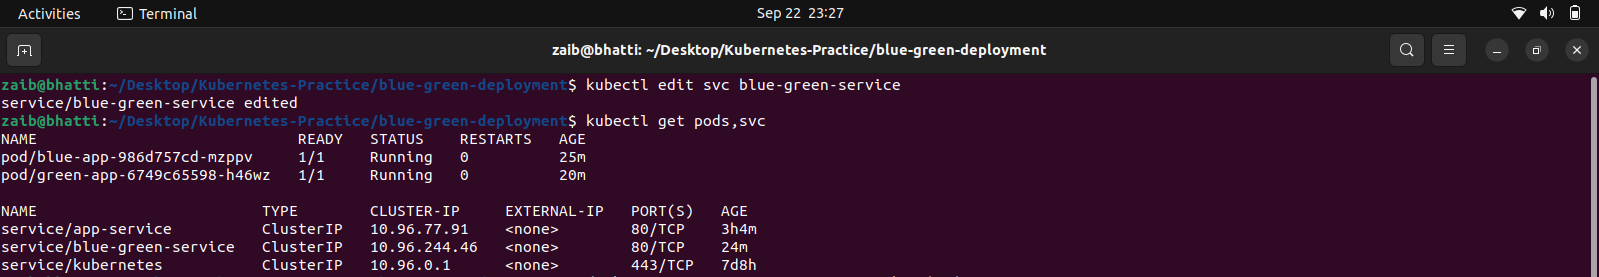 Activities Terminal Sep 22 23:27
zaib@bhatti: ~/Desktop/Kubernetes-Practice/blue-green-deployment
zaib@bhatti:~/Desktop/Kubernetes-Practice/blue-green-deployment$ kubectl edit svc blue-green-service
service/blue-green-service edited
zaib@bhatti:~/Desktop/Kubernetes-Practice/blue-green-deployment$ kubectl get pods,svc
NAME READY STATUS RESTARTS AGE
pod/blue-app-986d757cd-mzppv 1/1 Running 0 25m
pod/green-app-6749c65598-h46wz 1/1 Running 0 20m
NAME TYPE CLUSTER-IP EXTERNAL-IP PORT(S) AGE
service/app-service ClusterIP 10.96.77.91 <none> 80/TCP 3h4m
service/blue-green-service ClusterIP 10.96.244.46 <none> 80/TCP 24m
service/kubernetes ClusterIP 10.96.0.1 <none> 443/TCP 7d8h